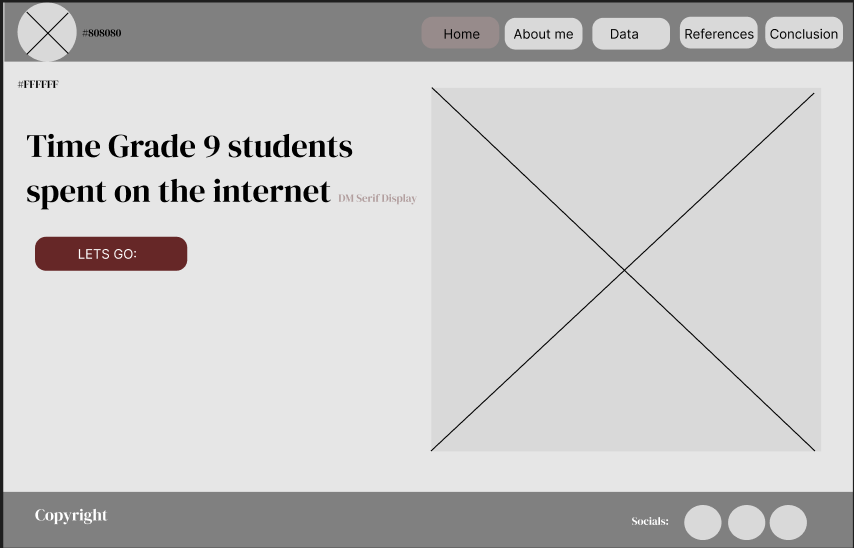 #808080
Home
About me
Data
References
Conclusion
#FFFFFF
Time Grade 9 students
spent on the internet
DM Serif Display
LETS GO:
Copyright
Socials: